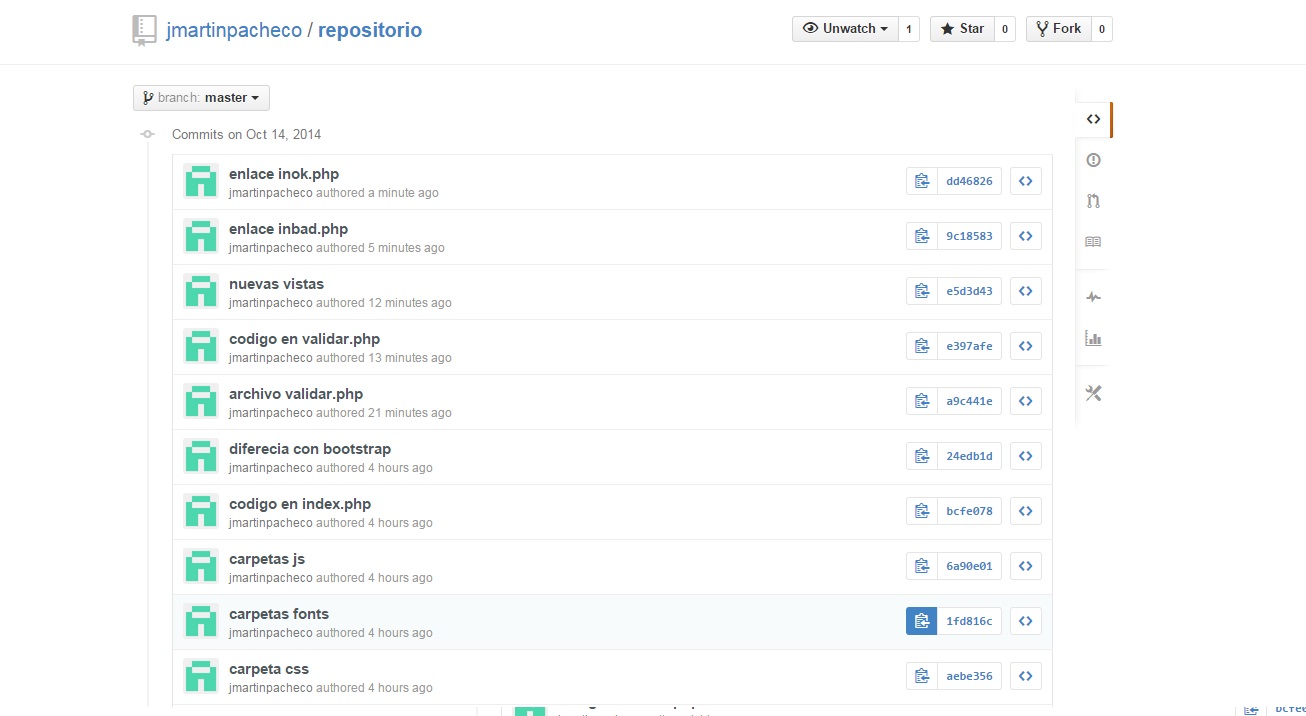 jmartinpacheco / repositorio
Unwatch 1 Star 0 Fork 0
branch: master
Commits on Oct 14, 2014
enlace inok.php
jmartinpacheco authored a minute ago
dd46826
enlace inbad.php
jmartinpacheco authored 5 minutes ago
9c18583
nuevas vistas
jmartinpacheco authored 12 minutes ago
e5d3d43
codigo en validar.php
jmartinpacheco authored 13 minutes ago
e397afe
archivo validar.php
jmartinpacheco authored 21 minutes ago
a9c441e
diferecia con bootstrap
jmartinpacheco authored 4 hours ago
24edb1d
codigo en index.php
jmartinpacheco authored 4 hours ago
bcfe078
carpetas js
jmartinpacheco authored 4 hours ago
6a90e01
carpetas fonts
jmartinpacheco authored 4 hours ago
1fd816c
carpeta css
jmartinpacheco authored 4 hours ago
aebe356